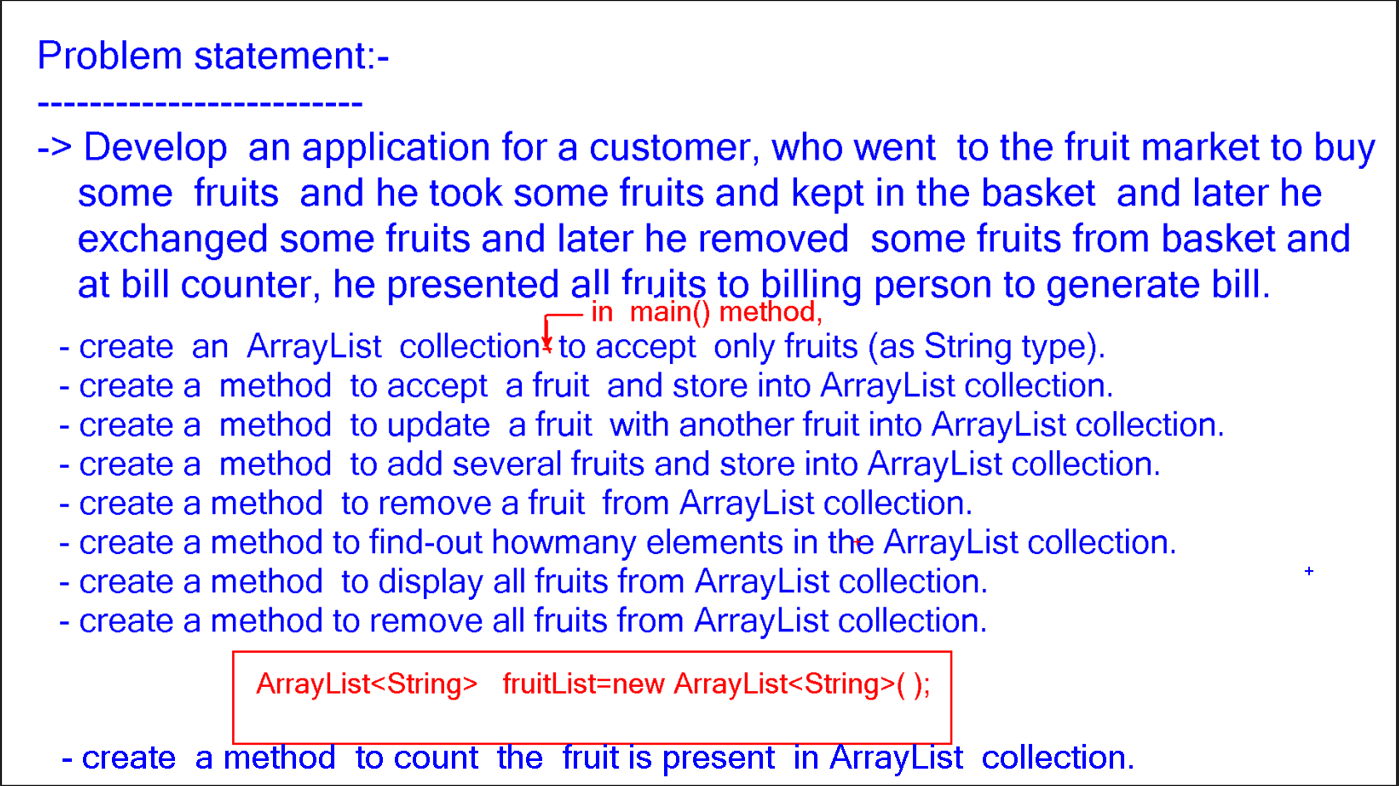 Problem statement:-
-------------------------
-> Develop an application for a customer, who went to the fruit market to buy
some fruits and he took some fruits and kept in the basket and later he
exchanged some fruits and later he removed some fruits from basket and
at bill counter, he presented all fruits to billing person to generate bill.
in main() method,
- create an ArrayList collection to accept only fruits (as String type).
- create a method to accept a fruit and store into ArrayList collection.
- create a method to update a fruit with another fruit into ArrayList collection.
- create a method to add several fruits and store into ArrayList collection.
- create a method to remove a fruit from ArrayList collection.
- create a method to find-out howmany elements in the ArrayList collection.
- create a method to display all fruits from ArrayList collection.
- create a method to remove all fruits from ArrayList collection.
ArrayList<String> fruitList=new ArrayList<String>( );
- create a method to count the fruit is present in ArrayList collection.